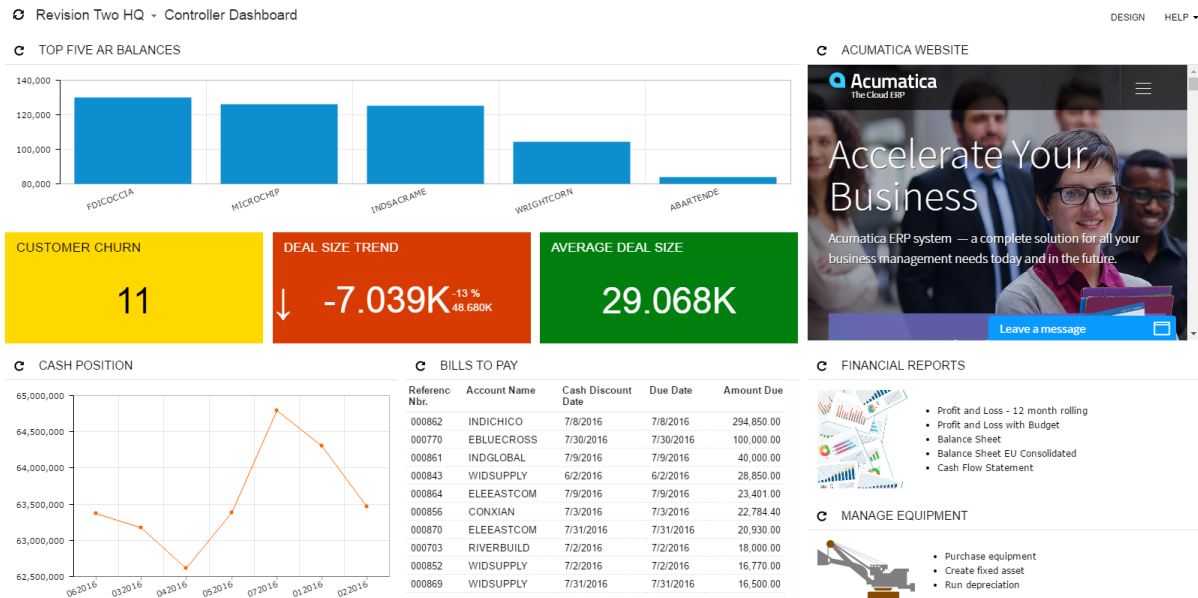 Revision Two HQ - Controller Dashboard
DESIGN HELP
TOP FIVE AR BALANCES
140,000
120,000
100,000
80,000
FDICOCCIA MICROCHIP INDSACRAME WRIGHTCORN ABARTENDE
ACUMATICA WEBSITE
Acumatica
The Cloud ERP
Accelerate Your
Business
Acumatica ERP system — a complete solution for all your
business management needs today and in the future.
Leave a message
CUSTOMER CHURN
11
DEAL SIZE TREND
↓ -7.039K -13 %
48.680K
AVERAGE DEAL SIZE
29.068K
CASH POSITION
65,000,000
64,500,000
64,000,000
63,500,000
63,000,000
62,500,000
062016 032016 042016 052016 072016 012016 022016
BILLS TO PAY
Referenc Account Name Cash Discount Due Date Amount Due
Nbr. Date
000862 INDICHICO 7/8/2016 7/8/2016 294,850.00
000770 EBLUECROSS 7/30/2016 7/30/2016 100,000.00
000861 INDGLOBAL 7/9/2016 7/9/2016 40,000.00
000843 WIDSUPPLY 6/2/2016 6/2/2016 28,850.00
000864 ELEEASTCOM 7/9/2016 7/9/2016 23,401.00
000856 CONXIAN 7/3/2016 7/3/2016 22,784.40
000870 ELEEASTCOM 7/31/2016 7/31/2016 20,930.00
000703 RIVERBUILD 7/2/2016 7/2/2016 18,000.00
000852 WIDSUPPLY 7/2/2016 7/2/2016 16,770.00
000869 WIDSUPPLY 7/31/2016 7/31/2016 16,500.00
FINANCIAL REPORTS
• Profit and Loss - 12 month rolling
• Profit and Loss with Budget
• Balance Sheet
• Balance Sheet EU Consolidated
• Cash Flow Statement
MANAGE EQUIPMENT
• Purchase equipment
• Create fixed asset
• Run depreciation